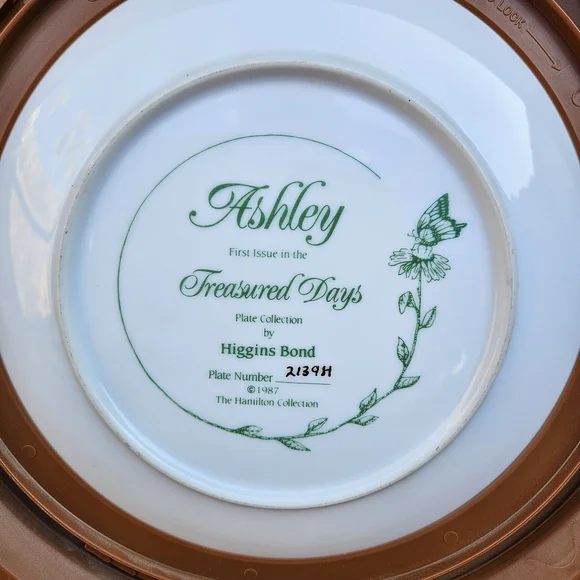 Ashley
First Issue in the
Treasured Days
Plate Collection
by
Higgins Bond
Plate Number 2139H
©1987
The Hamilton Collection
LOCK